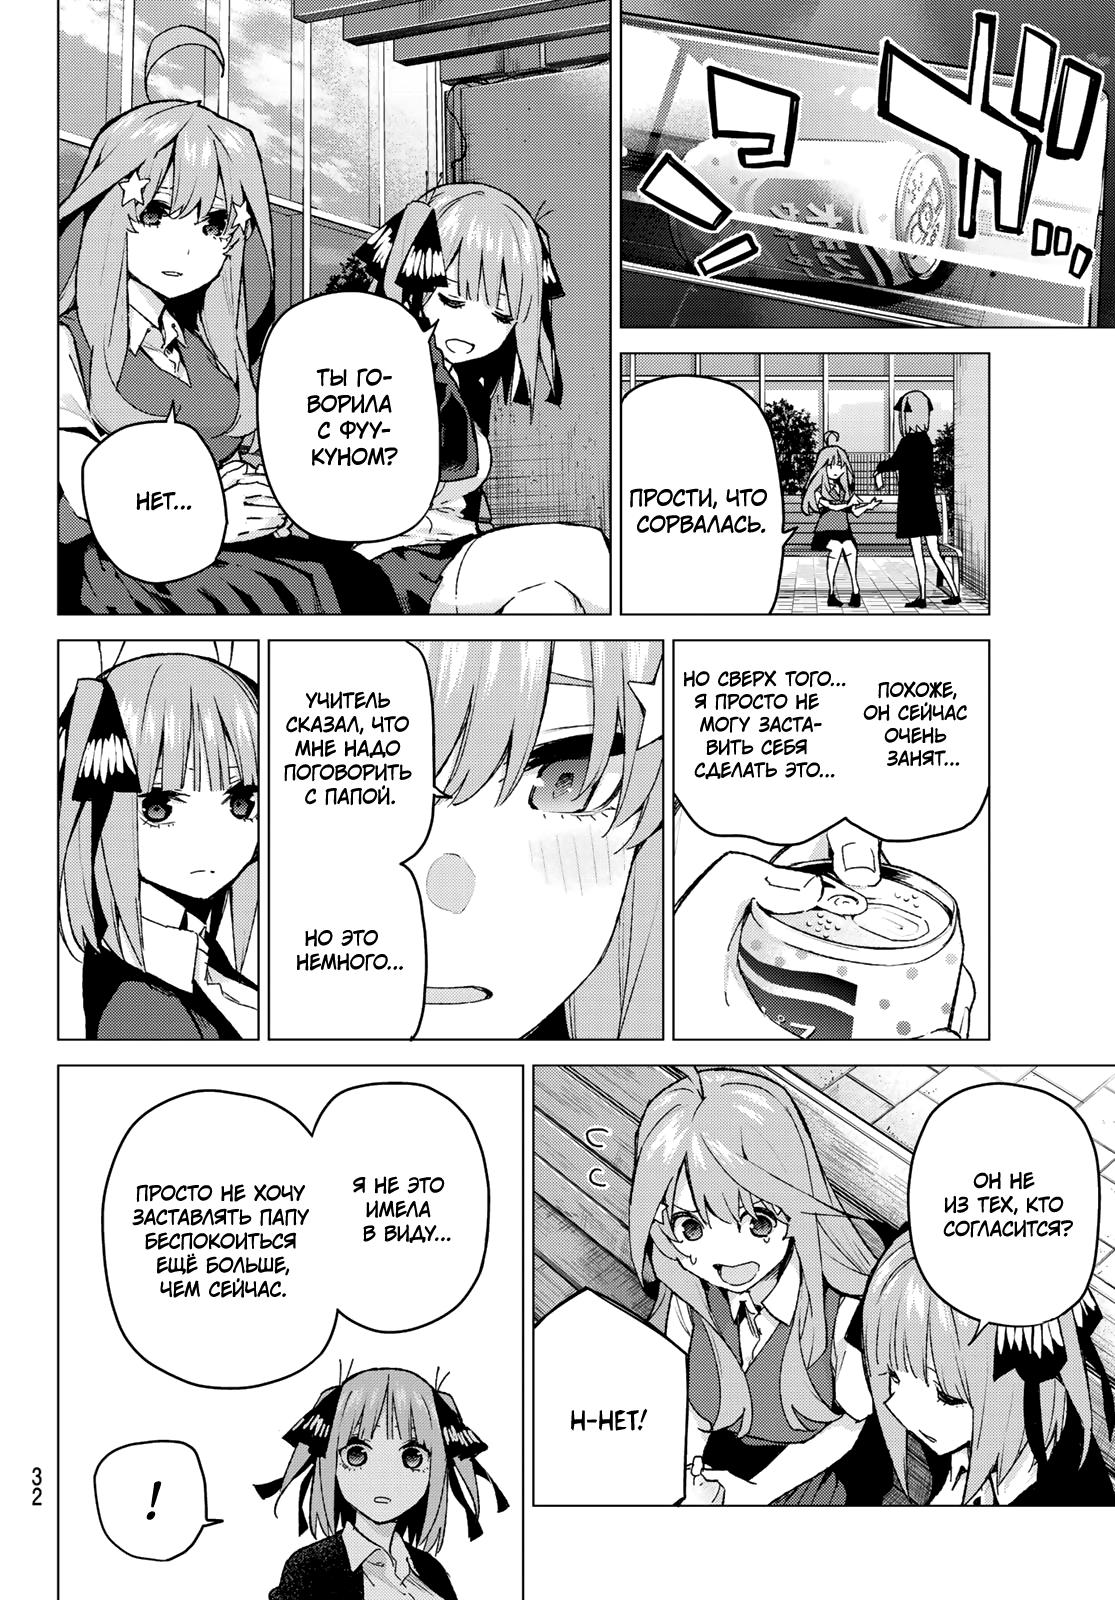 ガコン
ПРОСТИ, ЧТО
СОРВАЛАСЬ.
ТЫ ГО-
ВОРИЛА
С ФУУ-
КУНОМ?
НЕТ...
ПОХОЖЕ,
ОН СЕЙЧАС
ОЧЕНЬ
ЗАНЯТ...
НО СВЕРХ ТОГО...
Я ПРОСТО НЕ
МОГУ ЗАСТА-
ВИТЬ СЕБЯ
СДЕЛАТЬ ЭТО...
УЧИТЕЛЬ
СКАЗАЛ, ЧТО
МНЕ НАДО
ПОГОВОРИТЬ
С ПАПОЙ.
НО ЭТО
НЕМНОГО...
ОН НЕ
ИЗ ТЕХ, КТО
СОГЛАСИТСЯ?
Н-НЕТ!
Я НЕ ЭТО
ИМЕЛА
В ВИДУ...
ПРОСТО НЕ ХОЧУ
ЗАСТАВЛЯТЬ ПАПУ
БЕСПОКОИТЬСЯ
ЕЩЁ БОЛЬШЕ,
ЧЕМ СЕЙЧАС.
!
32